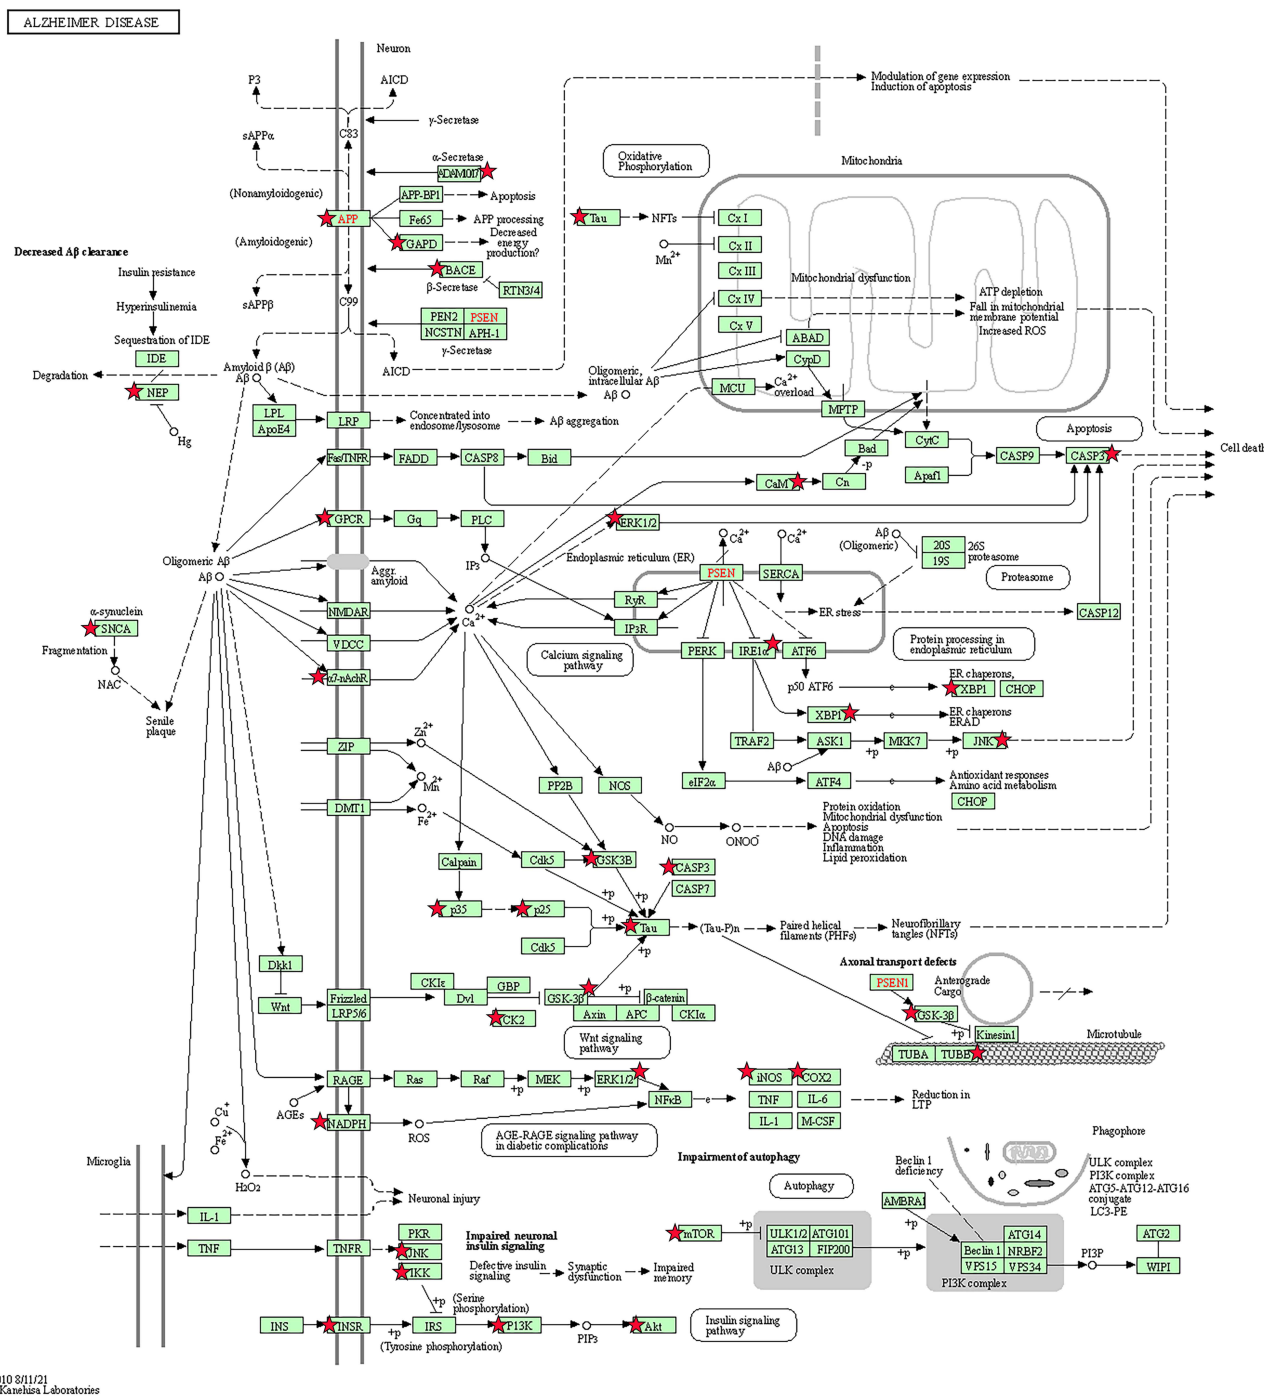 ALZHEIMER DISEASE
Neuron
P3
AICD
Modulation of gene expression
Induction of apoptosis
γ-Secretase
C83
sAPPα
α-Secretase
Oxidative
Phosphorylation
Mitochondria
(Nonamyloidogenic)
APP-BP1
Apoptosis
APP
Fe65
APP processing
Tau
NFTs
Cx I
(Amyloidogenic)
GAPD
Decreased
energy
production?
Mn2+
Cx II
Decreased Aβ clearance
BACE
β-Secretase
RTN3/4
Cx III
Mitochondrial dysfunction
Insulin resistance
Hyperinsulinemia
Sequestration of IDE
sAPPβ
C99
PEN2
PSEN
NCSTN
APH-1
γ-Secretase
Cx IV
ATP depletion
Fall in mitochondrial
membrane potential
Increased ROS
Cx V
ABAD
IDE
Degradation
NEP
Hg
Amyloid β (Aβ)
Aβ
AICD
Oligomeric,
intracellular Aβ
Aβ
CypD
MCU
Ca2+
overload
MPTP
LPL
ApoE4
LRP
Concentrated into
endosome/lysosome
Aβ aggregation
Fas/TNFR
FADD
CASP8
Bid
Bad
-p
CytC
Apoptosis
Apaf1
CASP9
CASP3
Cell death
CaM
Cn
GPCR
Gq
PLC
ERK1/2
Ca2+
Ca2+
Aβ
(Oligomeric)
20S
19S
26S
proteasome
Oligomeric Aβ
Aβ
Aggr.
amyloid
IP3
Endoplasmic reticulum (ER)
PSEN
SERCA
Proteasome
α-synuclein
SNCA
Fragmentation
NAC
Senile
plaque
NMDAR
VDCC
α7-nAchR
Ca2+
RyR
IP3R
ER stress
CASP12
Calcium signaling
pathway
PERK
IRE1α
ATF6
Protein processing in
endoplasmic reticulum
p50 ATF6
e
XBP1
ER chaperons,
CHOP
XBP1
e
ER chaperons
ERAD
ZIP
Zn2+
Mn2+
TRAF2
ASK1
+p
MKK7
+p
JNK
Aβ
DMT1
Fe2+
PP2B
NOS
eIF2α
ATF4
e
Antioxidant responses
Amino acid metabolism
CHOP
NO
ONOO-
Protein oxidation
Mitochondrial dysfunction
Apoptosis
DNA damage
Inflammation
Lipid peroxidation
Calpain
Cdk5
GSK3B
CASP3
CASP7
+p
+p
p35
p25
Cdk5
+p
Tau
+p
(Tau-P)n
Paired helical
filaments (PHFs)
Neurofibrillary
tangles (NFTs)
Dkk1
Wnt
Frizzled
LRP5/6
CKIε
Dvl
GBP
CK2
GSK-3β
+p
β-catenin
Axin
APC
CKIα
Wnt signaling
pathway
Axonal transport defects
PSEN1
Anterograde
Cargo
GSK-3β
+p
Kinesin1
Microtubule
TUBA
TUBB
RAGE
Ras
Raf
+p
MEK
+p
ERK1/2
NFκB
e
iNOS
COX2
TNF
IL-6
IL-1
M-CSF
Reduction in
LTP
AGEs
NADPH
ROS
AGE-RAGE signaling pathway
in diabetic complications
Cu+
Fe2+
H2O2
Microglia
Neuronal injury
IL-1
TNF
TNFR
PKR
JNK
IKK
+p
Impaired neuronal
insulin signaling
Defective insulin
signaling
Synaptic
dysfunction
Impaired
memory
(Serine
phosphorylation)
INS
INSR
+p
IRS
(Tyrosine phosphorylation)
P13K
PIP3
Akt
Insulin signaling
pathway
Impairment of autophagy
Autophagy
mTOR
+p
ULK1/2
ATG101
ATG13
FIP200
ULK complex
+p
Beclin 1
deficiency
AMBRA1
+p
Phagophore
ULK complex
PI3K complex
ATG5-ATG12-ATG16
conjugate
LC3-PE
ATG14
Beclin 1
NRBF2
VPS15
VPS34
PI3K complex
PI3P
ATG2
WIPI
10 8/11/21
Kanehisa Laboratories